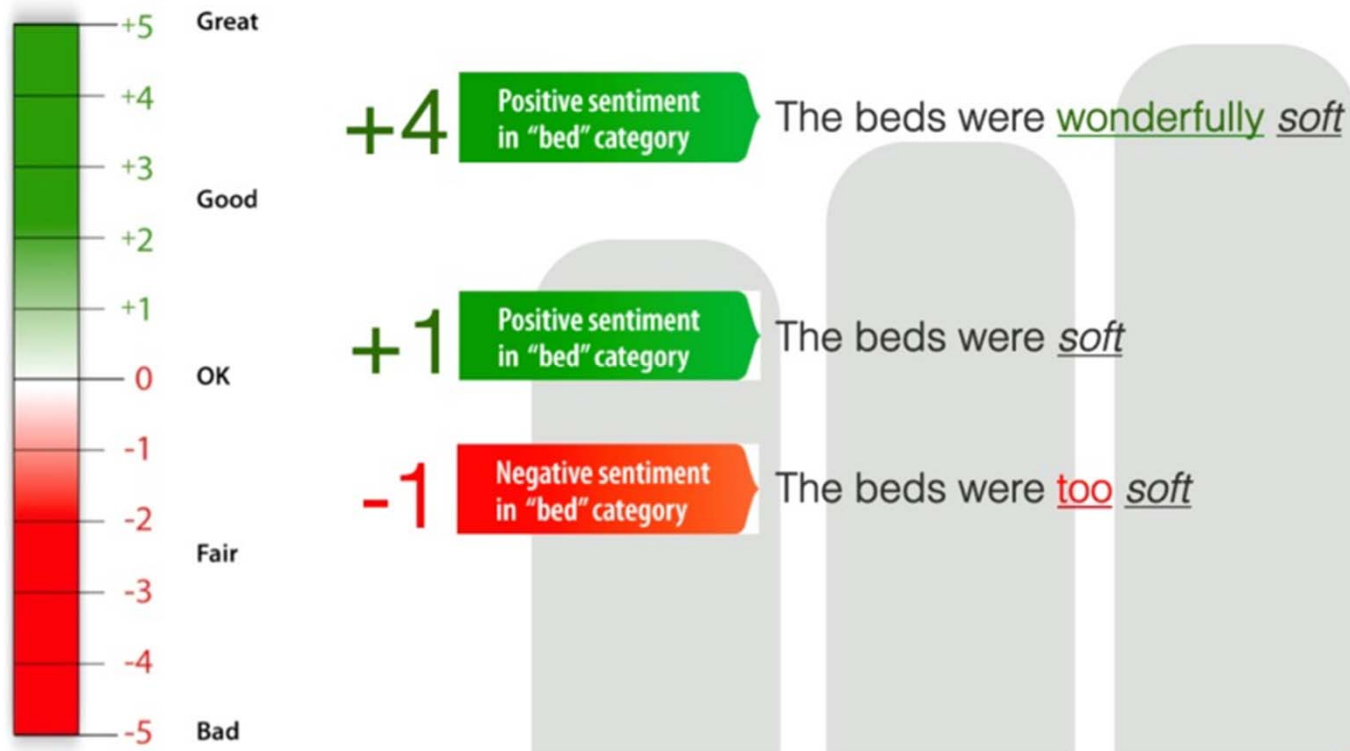 +5 Great
+4
+3
Good
+2
+1
0 OK
-1
-2
Fair
-3
-4
-5 Bad
+4
Positive sentiment
in “bed” category
The beds were wonderfully soft
+1
Positive sentiment
in “bed” category
The beds were soft
-1
Negative sentiment
in “bed” category
The beds were too soft